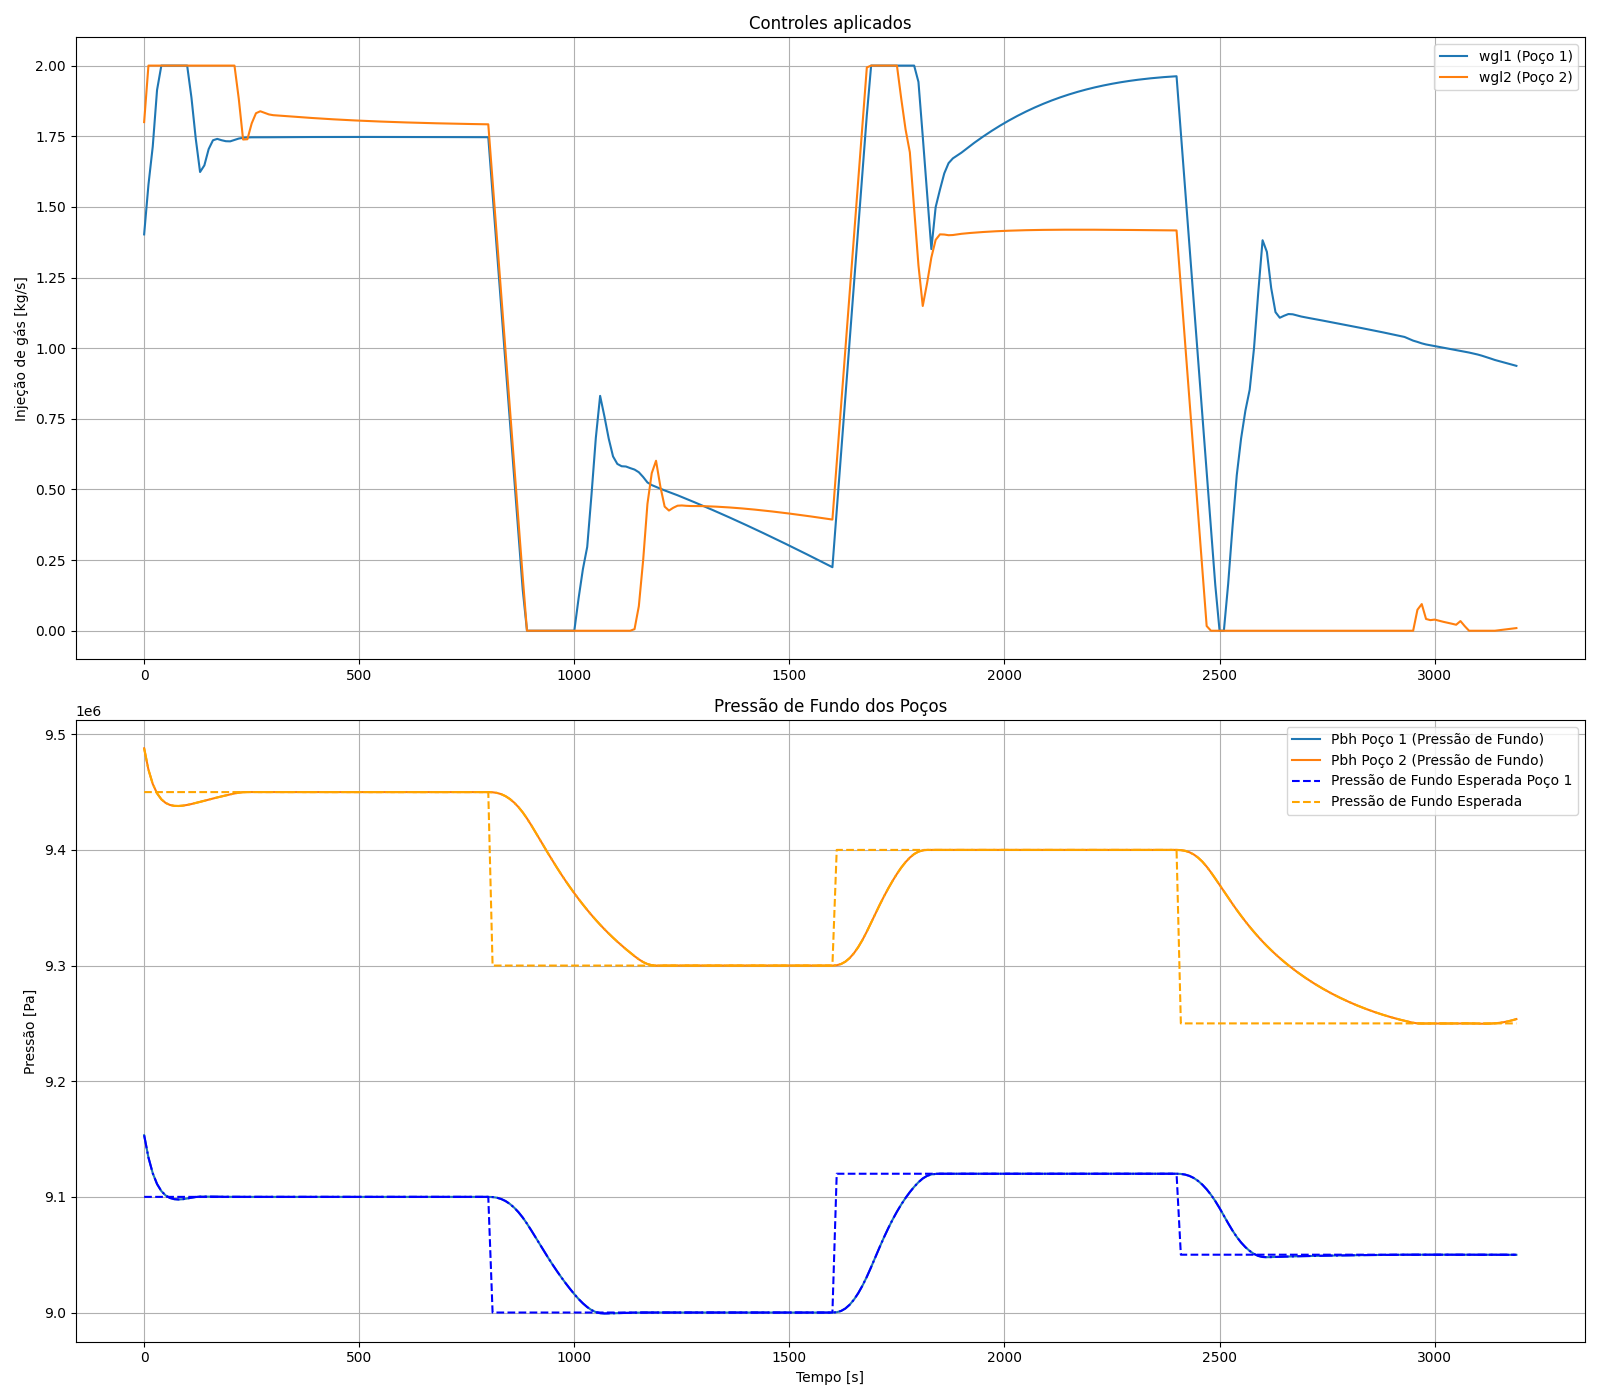 Controles aplicados
wgl1 (Poço 1)
wgl2 (Poço 2)
Injeção de gás [kg/s]
2.00
1.75
1.50
1.25
1.00
0.75
0.50
0.25
0.00
0 500 1000 1500 2000 2500 3000
Pressão de Fundo dos Poços
1e6
Pbh Poço 1 (Pressão de Fundo)
Pbh Poço 2 (Pressão de Fundo)
Pressão de Fundo Esperada Poço 1
Pressão de Fundo Esperada
Pressão [Pa]
9.5
9.4
9.3
9.2
9.1
9.0
0 500 1000 1500 2000 2500 3000
Tempo [s]